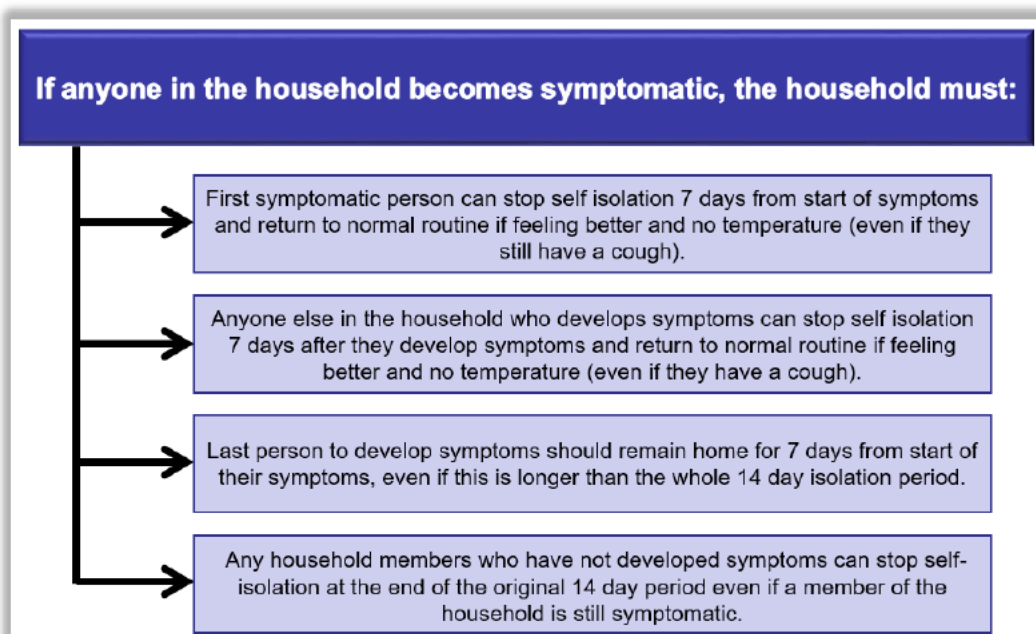 If anyone in the household becomes symptomatic, the household must:
First symptomatic person can stop self isolation 7 days from start of symptoms
and return to normal routine if feeling better and no temperature (even if they
still have a cough).
Anyone else in the household who develops symptoms can stop self isolation
7 days after they develop symptoms and return to normal routine if feeling
better and no temperature (even if they have a cough).
Last person to develop symptoms should remain home for 7 days from start of
their symptoms, even if this is longer than the whole 14 day isolation period.
Any household members who have not developed symptoms can stop self-
isolation at the end of the original 14 day period even if a member of the
household is still symptomatic.